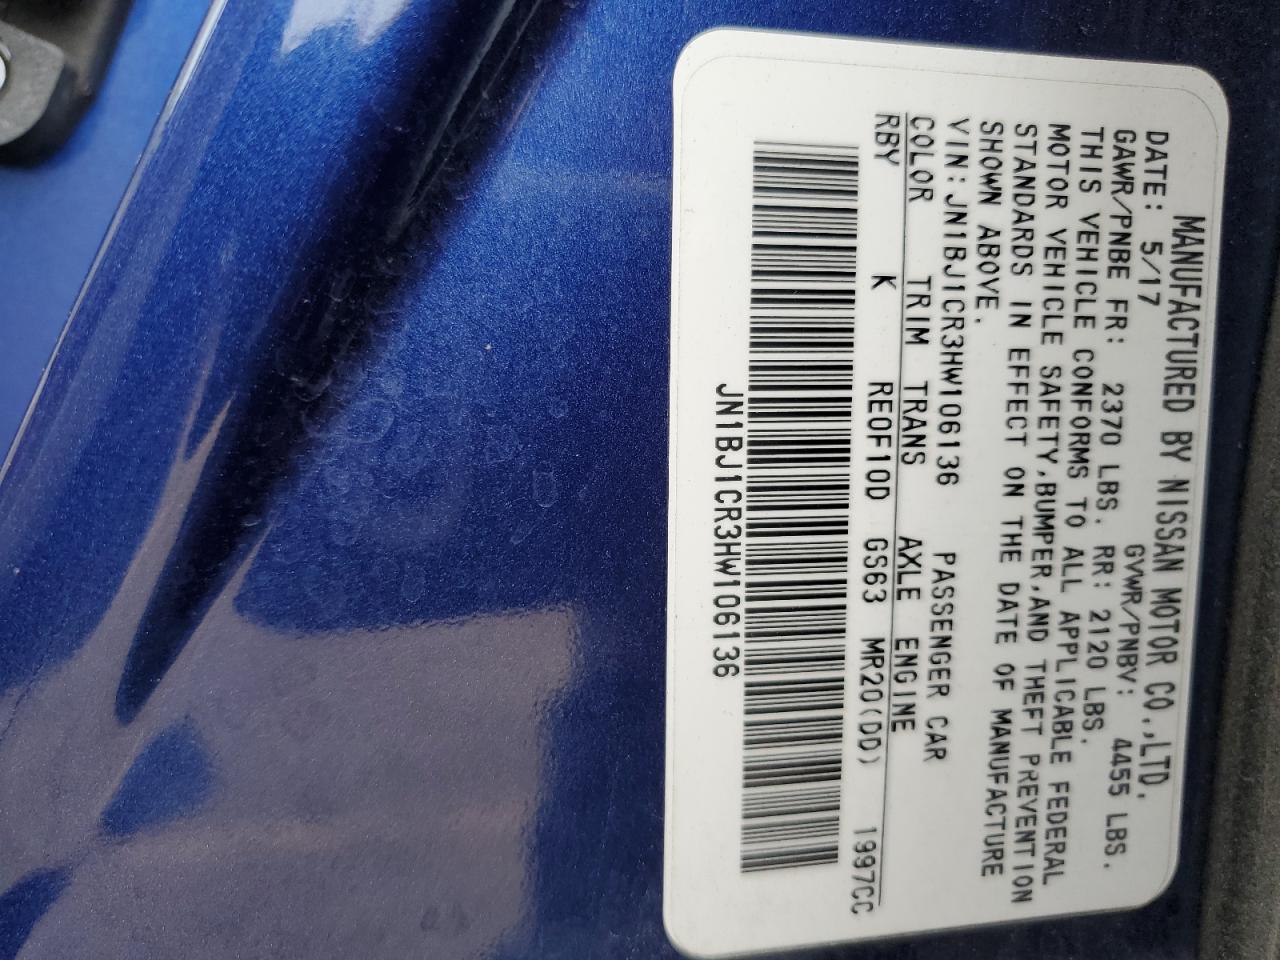 MANUFACTURED BY NISSAN MOTOR CO.,LTD.
DATE: 5/17 GVWR/PNBV: 4455 LBS.
GAWR/PNBE FR: 2370 LBS. RR: 2120 LBS.
THIS VEHICLE CONFORMS TO ALL APPLICABLE FEDERAL
MOTOR VEHICLE SAFETY,BUMPER,AND THEFT PREVENTION
STANDARDS IN EFFECT ON THE DATE OF MANUFACTURE
SHOWN ABOVE.
VIN:JN1BJ1CR3HW106136 PASSENGER CAR
COLOR TRIM TRANS AXLE ENGINE
RBY K RE0F10D GS63 MR20(DD) 1997CC
JN1BJ1CR3HW106136